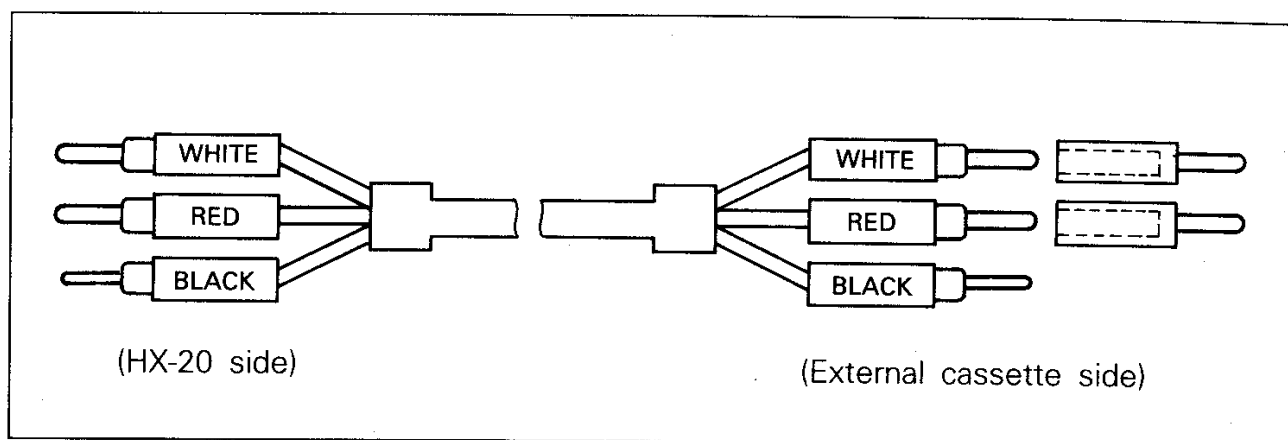 WHITE
RED
BLACK
(HX-20 side)
WHITE
RED
BLACK
(External cassette side)